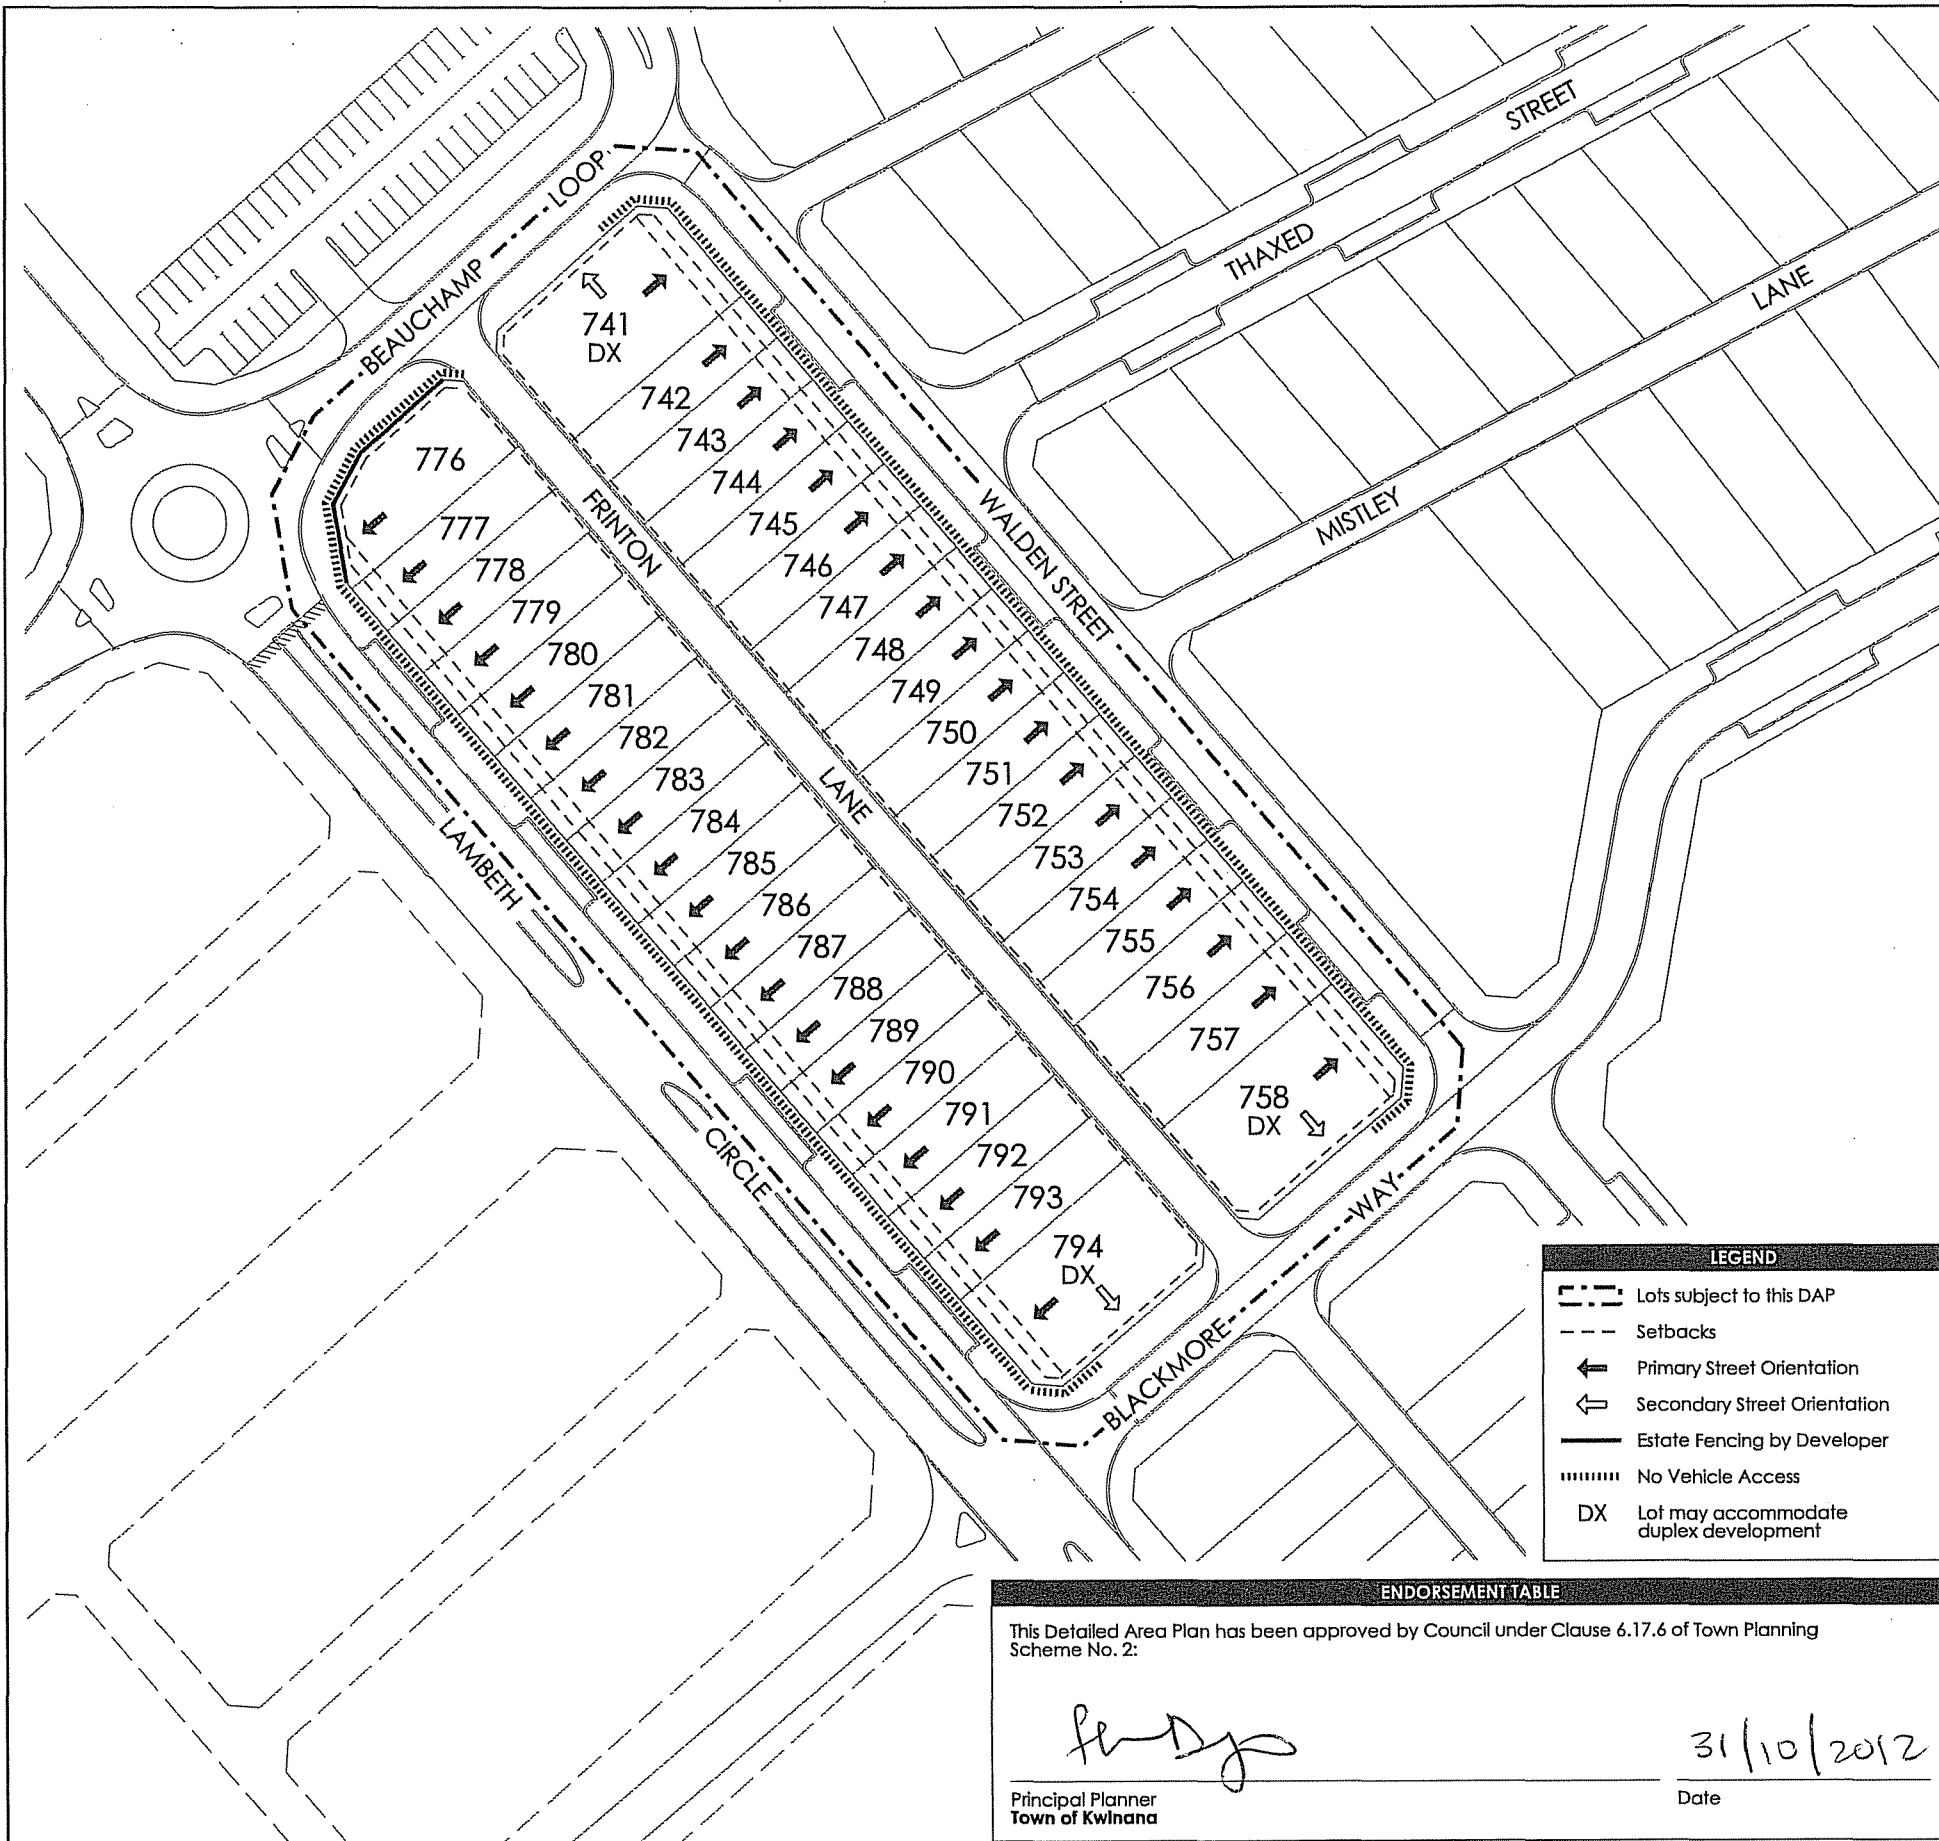 STREET
THAXED
LANE
MISTLEY
BEAUCHAMP LOOP
WALDEN STREET
FRINTON
LANE
LAMBETH
CIRCLE
BLACKMORE WAY
741
DX
742
743
744
745
746
747
748
749
750
751
752
753
754
755
756
757
758
DX
776
777
778
779
780
781
782
783
784
785
786
787
788
789
790
791
792
793
794
DX
LEGEND
Lots subject to this DAP
Setbacks
Primary Street Orientation
Secondary Street Orientation
Estate Fencing by Developer
No Vehicle Access
DX Lot may accommodate
duplex development
ENDORSEMENT TABLE
This Detailed Area Plan has been approved by Council under Clause 6.17.6 of Town Planning
Scheme No. 2:
31/10/2012
Principal Planner
Date
Town of Kwinana